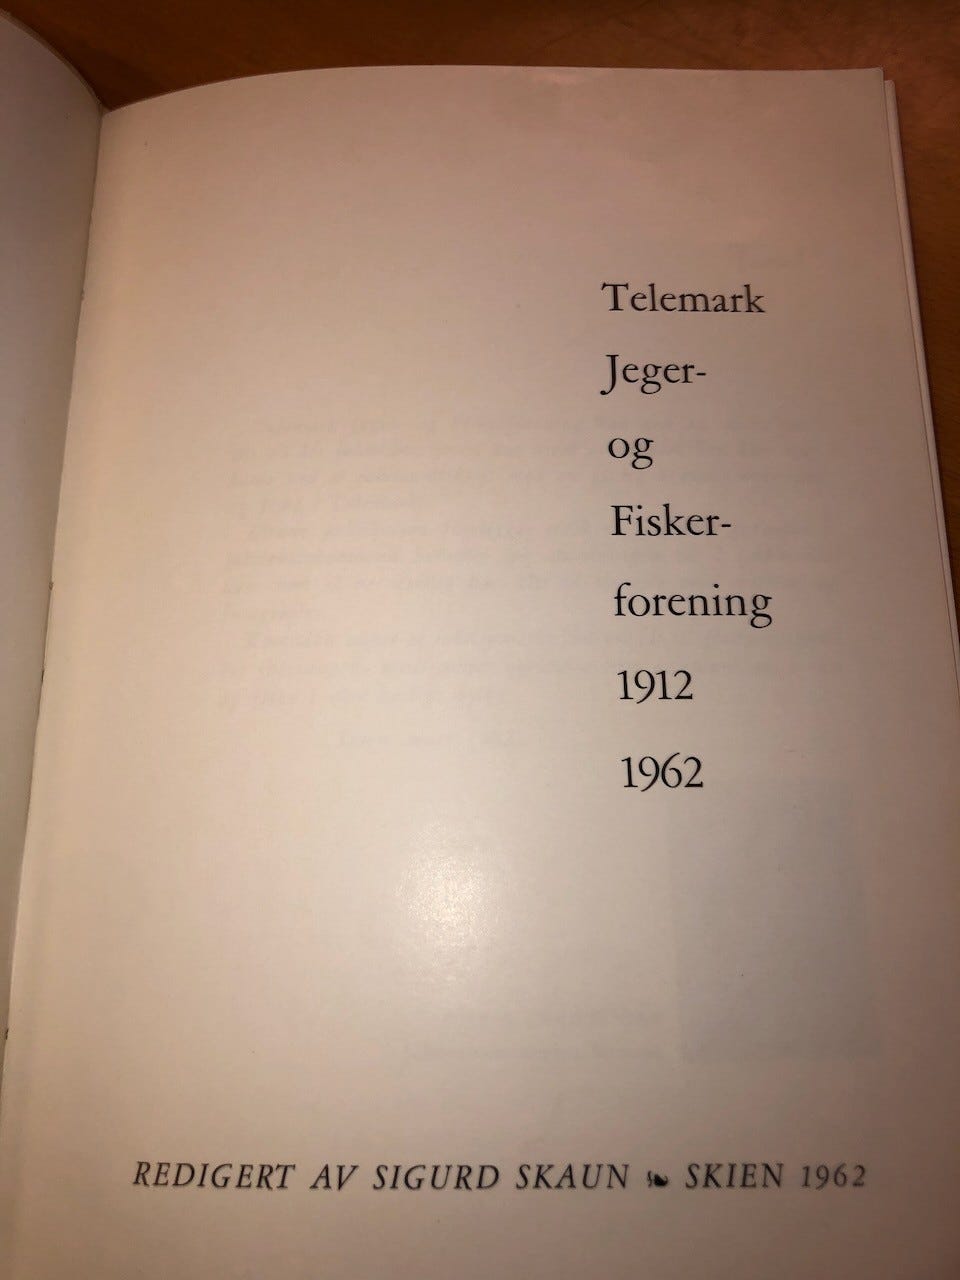 Telemark
Jeger-
og
Fisker-
forening
1912
1962
REDIGERT AV SIGURD SKAUN ❧ SKIEN 1962